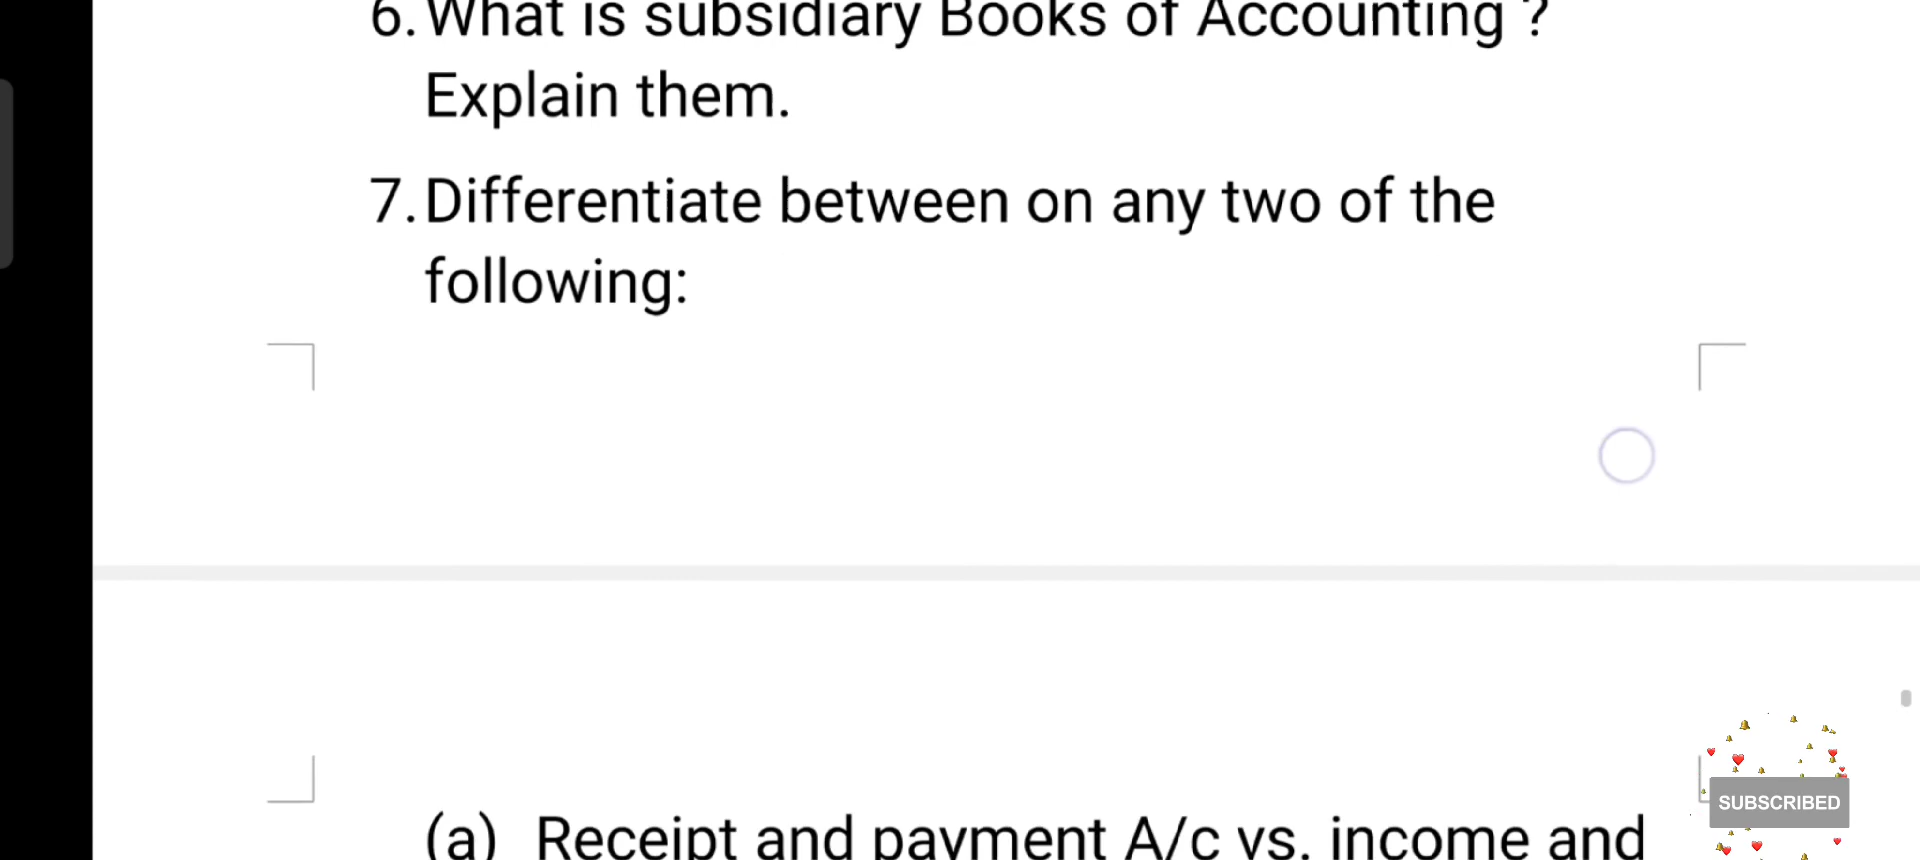 6. What is subsidiary Books of Accounting ?
Explain them.
7. Differentiate between on any two of the
following:
(a) Receipt and payment A/c vs. income and
SUBSCRIBED